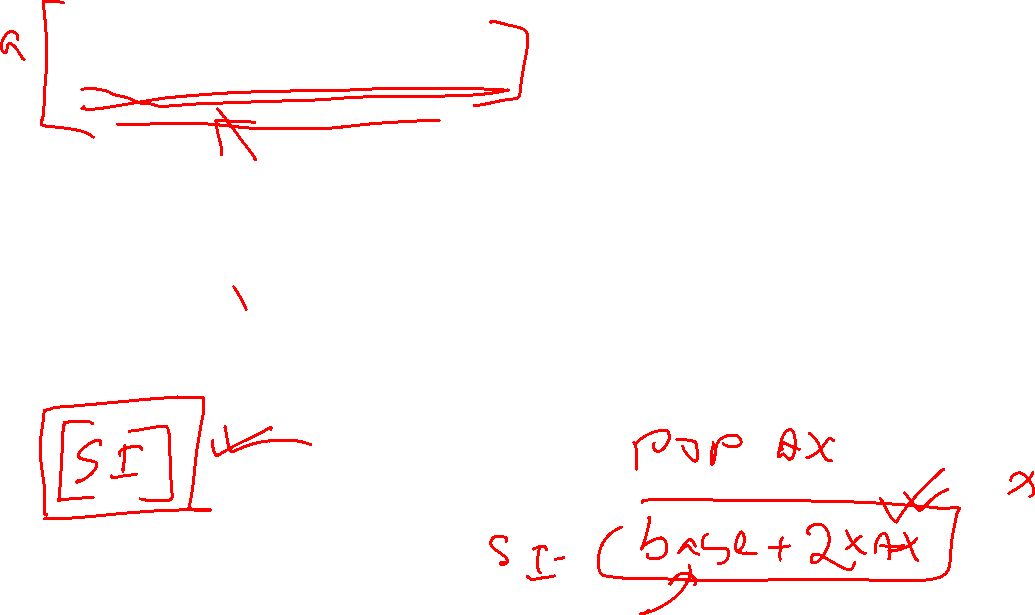 a
[SI]
POP AX
x
SI- (base + 2xAX